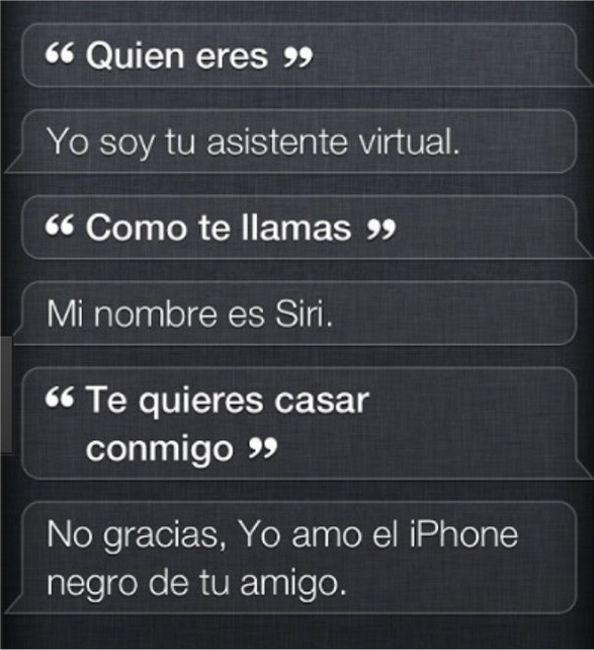 “ Quien eres ”
Yo soy tu asistente virtual.
“ Como te llamas ”
Mi nombre es Siri.
“ Te quieres casar
conmigo ”
No gracias, Yo amo el iPhone
negro de tu amigo.